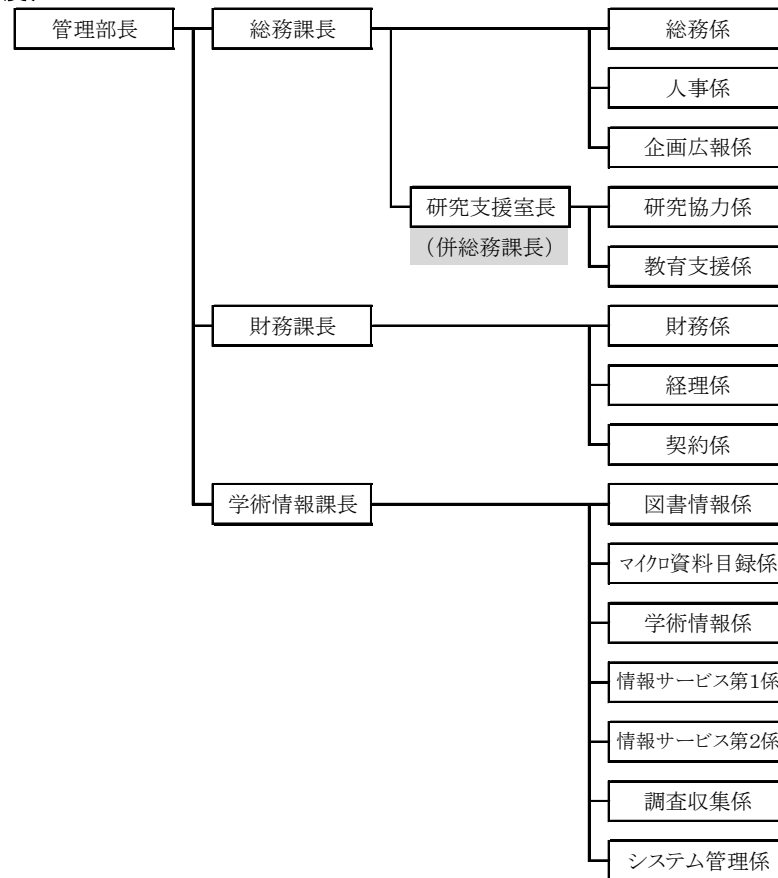 管理部長 総務課長 総務係
人事係
企画広報係
研究支援室長 研究協力係
（併総務課長）
教育支援係
財務課長 財務係
経理係
契約係
学術情報課長 図書情報係
マイクロ資料目録係
学術情報係
情報サービス第1係
情報サービス第2係
調査収集係
システム管理係